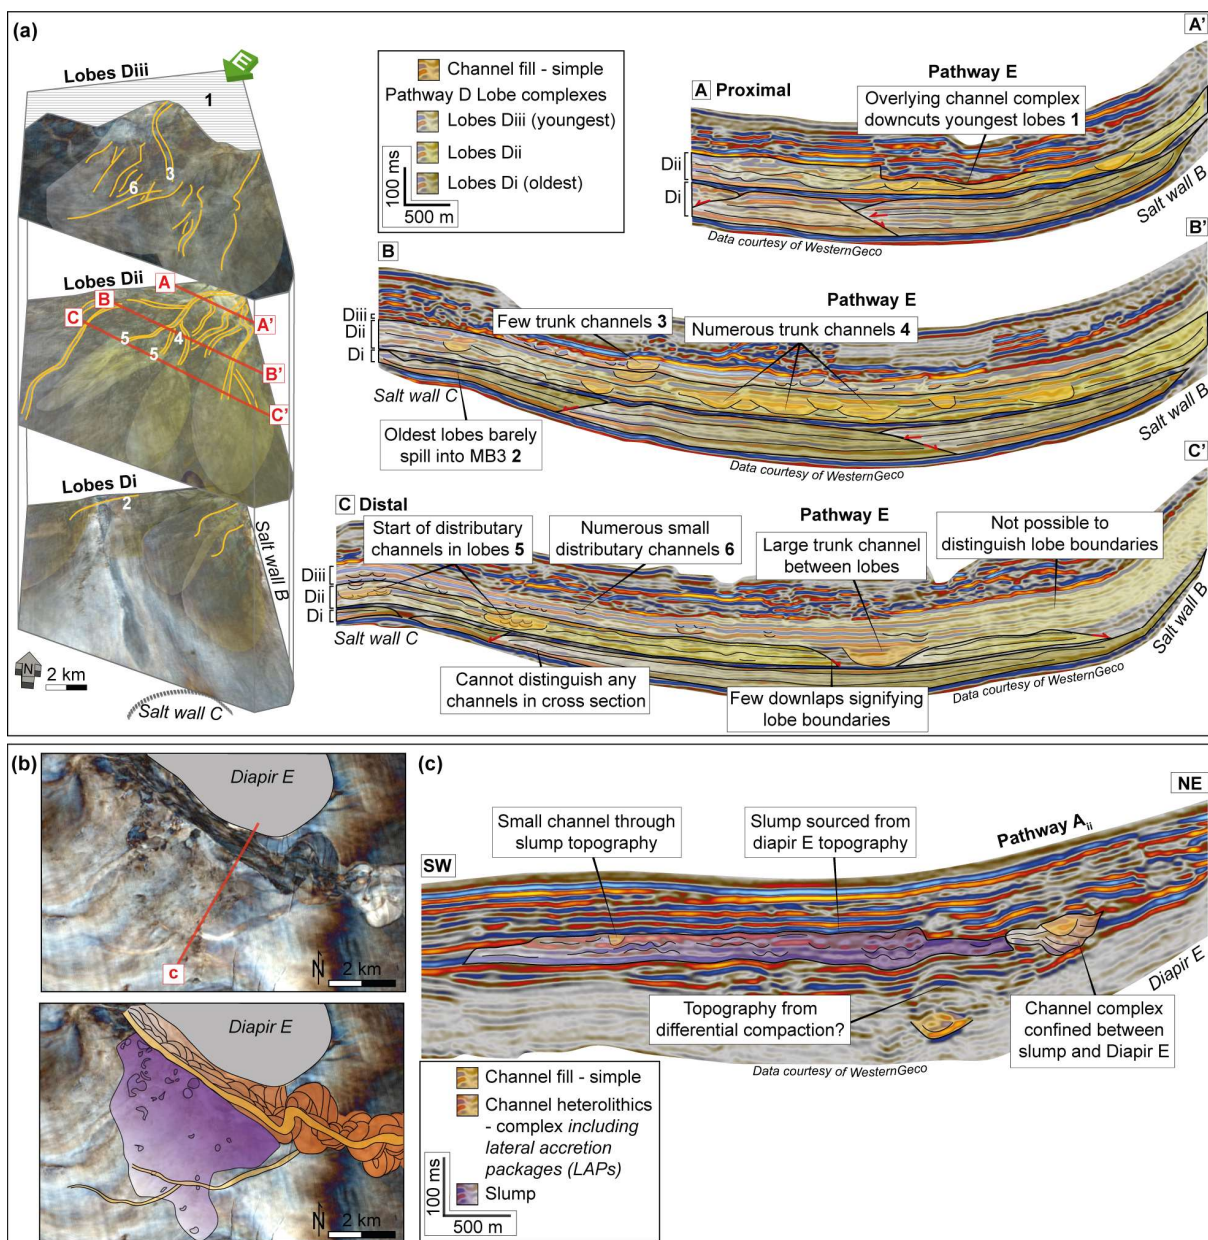 (a)
E
Lobes Diii
1
3
6
Lobes Dii
A
B
C
A'
5
4
5
B'
C'
Lobes Di
2
Salt wall B
N
2 km
Salt wall C
Channel fill - simple
Pathway D Lobe complexes
Lobes Diii (youngest)
Lobes Dii
Lobes Di (oldest)
100 ms
500 m
A'
Pathway E
A Proximal
Overlying channel complex
downcuts youngest lobes 1
Dii
Di
Salt wall B
Data courtesy of WesternGeco
B
B'
Pathway E
Diii
Dii
Di
Few trunk channels 3
Numerous trunk channels 4
Salt wall C
Salt wall B
Oldest lobes barely
spill into MB3 2
Data courtesy of WesternGeco
C'
C Distal
Pathway E
Start of distributary
channels in lobes 5
Numerous small
distributary channels 6
Large trunk channel
between lobes
Not possible to
distinguish lobe boundaries
Diii
Dii
Di
Salt wall C
Salt wall B
Cannot distinguish any
channels in cross section
Few downlaps signifying
lobe boundaries
Data courtesy of WesternGeco
(b)
Diapir E
c
N
2 km
Diapir E
N
2 km
(c)
NE
Small channel through
slump topography
Slump sourced from
diapir E topography
Pathway Aii
SW
Diapir E
Topography from
differential compaction?
Channel complex
confined between
slump and Diapir E
Data courtesy of WesternGeco
Channel fill - simple
Channel heterolithics
- complex including
lateral accretion
packages (LAPs)
Slump
100 ms
500 m